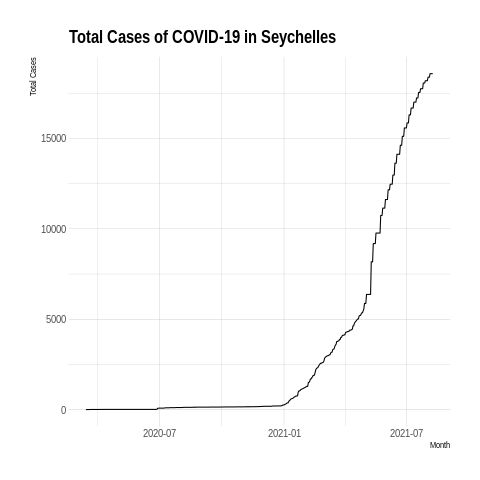 Total Cases of COVID-19 in Seychelles
Total Cases
15000
10000
5000
0
2020-07 2021-01 2021-07
Month